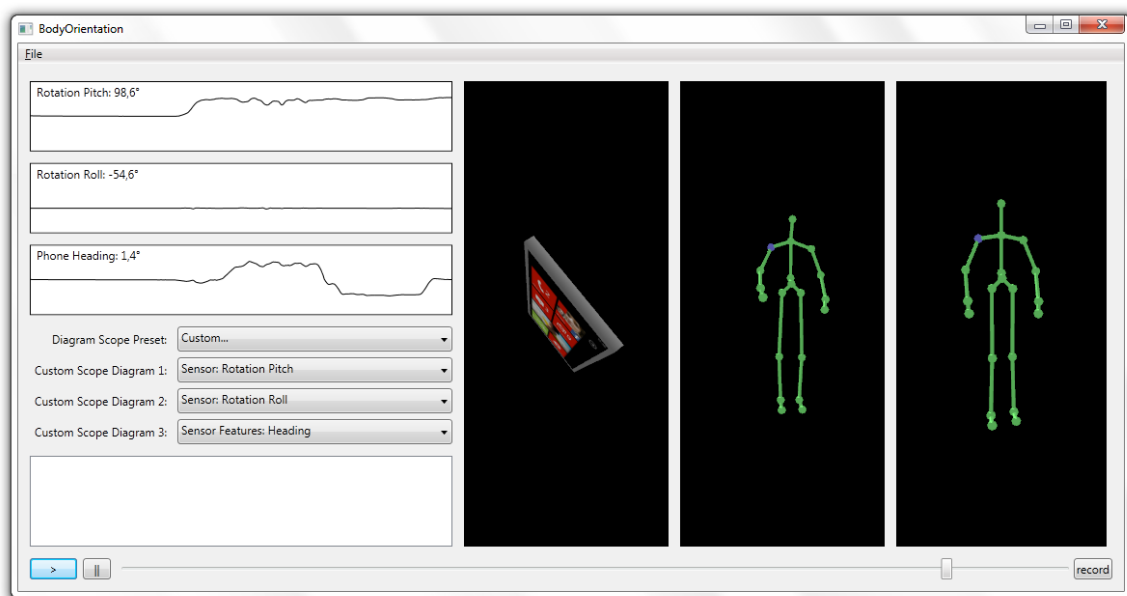 BodyOrientation
File
Rotation Pitch: 98,6°
Rotation Roll: -54,6°
Phone Heading: 1,4°
Diagram Scope Preset: Custom...
Custom Scope Diagram 1: Sensor: Rotation Pitch
Custom Scope Diagram 2: Sensor: Rotation Roll
Custom Scope Diagram 3: Sensor Features: Heading
> || record